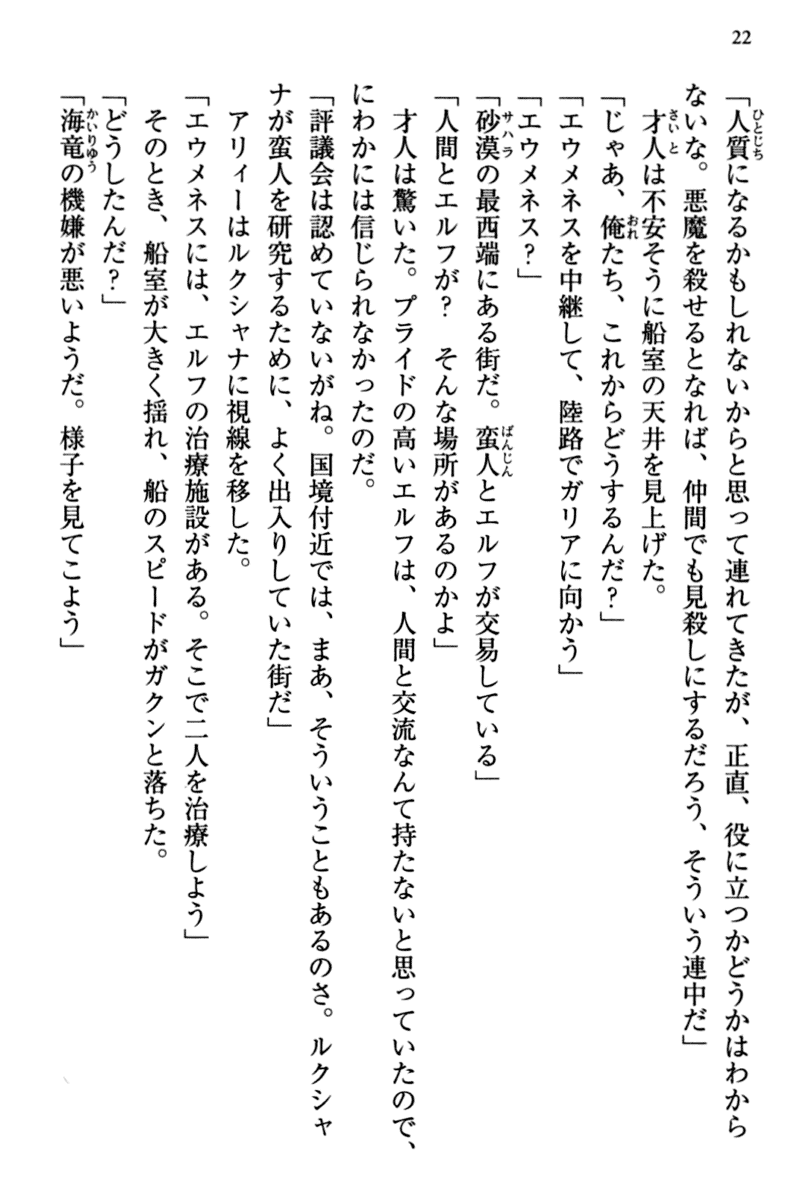 22
「人質になるかもしれないからと思って連れてきたが、正直、役に立つかどうかはわから
ないな。悪魔を殺せるとなれば、仲間でも見殺しにするだろう、そういう連中だ」
才人は不安そうに船室の天井を見上げた。
「じゃあ、俺たち、これからどうするんだ?」
「エウメネスを中継して、陸路でガリアに向かう」
「エウメネス?」
「砂漠の最西端にある街だ。蛮人とエルフが交易している」
「人間とエルフが? そんな場所があるのかよ」
才人は驚いた。プライドの高いエルフは、人間と交流なんて持たないと思っていたので、
にわかには信じられなかったのだ。
「評議会は認めていないがね。国境付近では、まあ、そういうこともあるのさ。ルクシャ
ナが蛮人を研究するために、よく出入りしていた街だ」
アリィーはルクシャナに視線を移した。
「エウメネスには、エルフの治療施設がある。そこで二人を治療しよう」
そのとき、船室が大きく揺れ、船のスピードがガクンと落ちた。
「どうしたんだ?」
「海竜の機嫌が悪いようだ。様子を見てこよう」